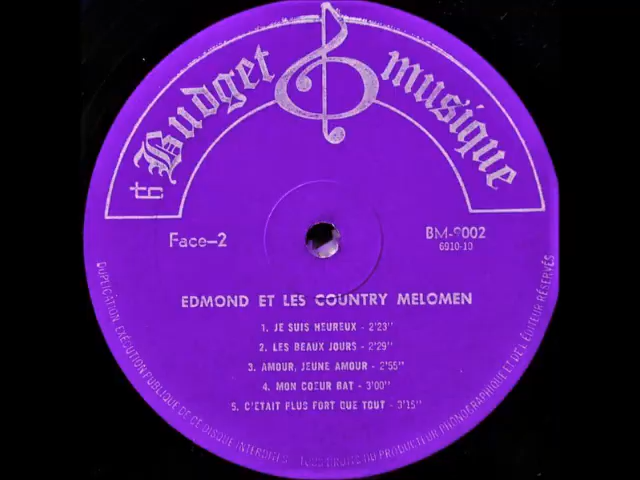 Budget musique
Face-2
BM-9002
6910-10
EDMOND ET LES COUNTRY MELOMEN
1. JE SUIS HEUREUX - 2'23"
2. LES BEAUX JOURS - 2'29"
3. AMOUR, JEUNE AMOUR - 2'55"
4. MON COEUR BAT - 3'00"
5. C'ETAIT PLUS FORT QUE TOUT - 3'15"
DUPLICATION, EXÉCUTION PUBLIQUE DE CE DISQUE INTERDITES - TOUS DROITS DU PRODUCTEUR PHONOGRAPHIQUE ET DE L'ÉDITEUR RÉSERVÉS